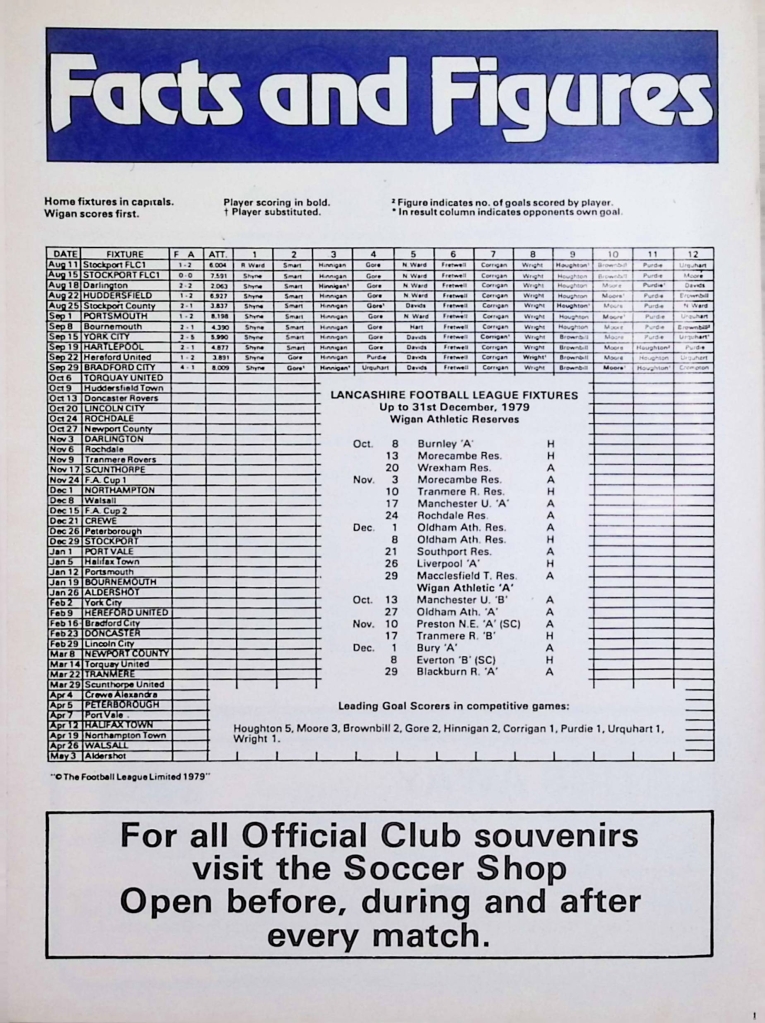 Facts and Figures
Home fixtures in capitals.
Wigan scores first.
Player scoring in bold.
† Player substituted.
² Figure indicates no. of goals scored by player.
* In result column indicates opponents own goal.
DATE FIXTURE F A ATT. 1 2 3 4 5 6 7 8 9 10 11 12
Aug 11 Stockport FLC1 1-2 6.004 R Ward Smart Hinnigan Gore N Ward Fretwell Corrigan Wright Houghton Brownbill Purdie Urquhart
Aug 15 STOCKPORT FLC1 0-0 7.591 Shyne Smart Hinnigan Gore N Ward Fretwell Corrigan Wright Houghton Brownbill Purdie Moore
Aug 18 Darlington 2-2 2.063 Shyne Smart Hinnigan Gore N Ward Fretwell Corrigan Wright Houghton Moore Purdie Davids
Aug 22 HUDDERSFIELD 1-2 6.927 Shyne Smart Hinnigan Gore N Ward Fretwell Corrigan Wright Houghton Moore Purdie Brownbill
Aug 25 Stockport County 2-1 3.837 Shyne Smart Hinnigan Gore Davids Fretwell Corrigan Wright Houghton Moore Purdie N Ward
Sep 1 PORTSMOUTH 1-2 8.198 Shyne Smart Hinnigan Gore N Ward Fretwell Corrigan Wright Houghton Moore Purdie Urquhart
Sep 8 Bournemouth 2-1 4.390 Shyne Smart Hinnigan Gore Hart Fretwell Corrigan Wright Houghton Moore Purdie Brownbill
Sep 15 YORK CITY 2-5 5.990 Shyne Smart Hinnigan Gore Davids Fretwell Corrigan Wright Brownbill Moore Purdie Urquhart
Sep 19 HARTLEPOOL 2-1 4.877 Shyne Smart Hinnigan Gore Davids Fretwell Corrigan Wright Brownbill Moore Houghton Purdie
Sep 22 Hereford United 1-2 3.891 Shyne Gore Hinnigan Purdie Davids Fretwell Corrigan Wright Brownbill Moore Houghton Urquhart
Sep 29 BRADFORD CITY 4-1 8.009 Shyne Gore Hinnigan Urquhart Davids Fretwell Corrigan Wright Brownbill Moore Houghton
Oct 6 TORQUAY UNITED
Oct 9 Huddersfield Town
Oct 13 Doncaster Rovers
Oct 20 LINCOLN CITY
Oct 24 ROCHDALE
Oct 27 Newport County
Nov 3 DARLINGTON
Nov 6 Rochdale
Nov 9 Tranmere Rovers
Nov 17 SCUNTHORPE
Nov 24 F.A. Cup 1
Dec 1 NORTHAMPTON
Dec 8 Walsall
Dec 15 F.A. Cup 2
Dec 21 CREWE
Dec 26 Peterborough
Dec 29 STOCKPORT
Jan 1 PORT VALE
Jan 5 Halifax Town
Jan 12 Portsmouth
Jan 19 BOURNEMOUTH
Jan 26 ALDERSHOT
Feb 2 York City
Feb 9 HEREFORD UNITED
Feb 16 Bradford City
Feb 23 DONCASTER
Feb 29 Lincoln City
Mar 8 NEWPORT COUNTY
Mar 14 Torquay United
Mar 22 TRANMERE
Mar 29 Scunthorpe United
Apr 4 Crewe Alexandra
Apr 5 PETERBOROUGH
Apr 7 Port Vale
Apr 12 HALIFAX TOWN
Apr 19 Northampton Town
Apr 26 WALSALL
May 3 Aldershot
LANCASHIRE FOOTBALL LEAGUE FIXTURES
Up to 31st December, 1979
Wigan Athletic Reserves
Oct. 8 Burnley 'A' H
13 Morecambe Res. H
20 Wrexham Res. A
Nov. 3 Morecambe Res. A
10 Tranmere R. Res. H
17 Manchester U. 'A' A
24 Rochdale Res. A
Dec. 1 Oldham Ath. Res. A
8 Oldham Ath. Res. H
21 Southport Res. A
26 Liverpool 'A' H
29 Macclesfield T. Res. A
Wigan Athletic 'A'
Oct. 13 Manchester U. 'B' A
27 Oldham Ath. 'A' A
Nov. 10 Preston N.E. 'A' (SC) A
17 Tranmere R. 'B' H
Dec. 1 Bury 'A' A
8 Everton 'B' (SC) H
29 Blackburn R. 'A' A
Leading Goal Scorers in competitive games:
Houghton 5, Moore 3, Brownbill 2, Gore 2, Hinnigan 2, Corrigan 1, Purdie 1, Urquhart 1,
Wright 1.
"© The Football League Limited 1979"
For all Official Club souvenirs
visit the Soccer Shop
Open before, during and after
every match.